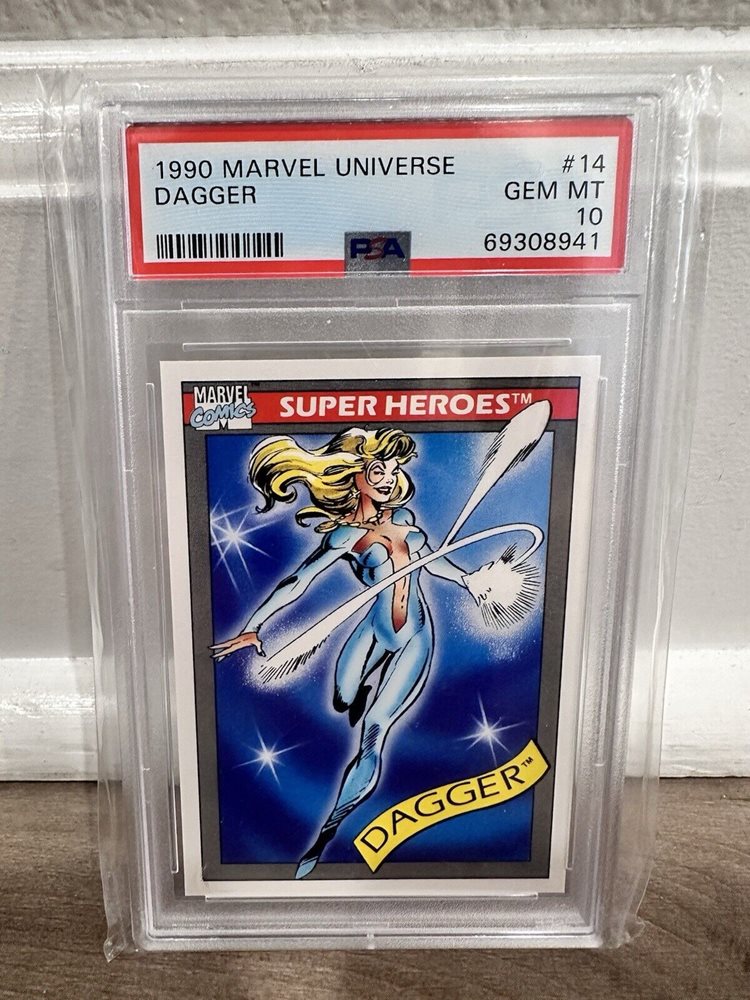 1990 MARVEL UNIVERSE #14
DAGGER GEM MT
10
PSA 69308941
MARVEL
COMICS
SUPER HEROES™
DAGGER™